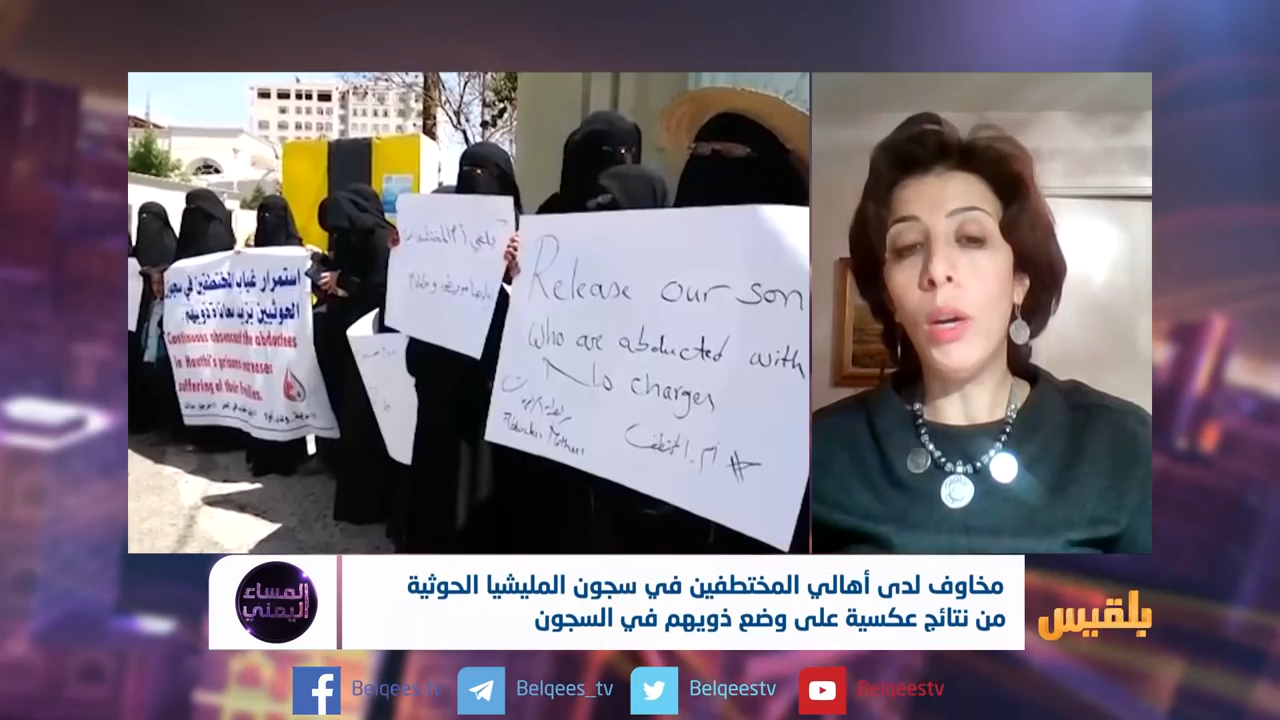 استمرار غياب المختطفين في سجون
الحوثيين يزيد معاناة ذويهم
Continuous absence of the abductees
in Houthi's prisons increases
suffering of their families.
Release our son
who are abducted with
No charges
مخاوف لدى أهالي المختطفين في سجون المليشيا الحوثية
من نتائج عكسية على وضع ذويهم في السجون
المساء
اليمني
بلقيس
Belqees_tv
Belqees_tv
Belqeestv
Belqeestv